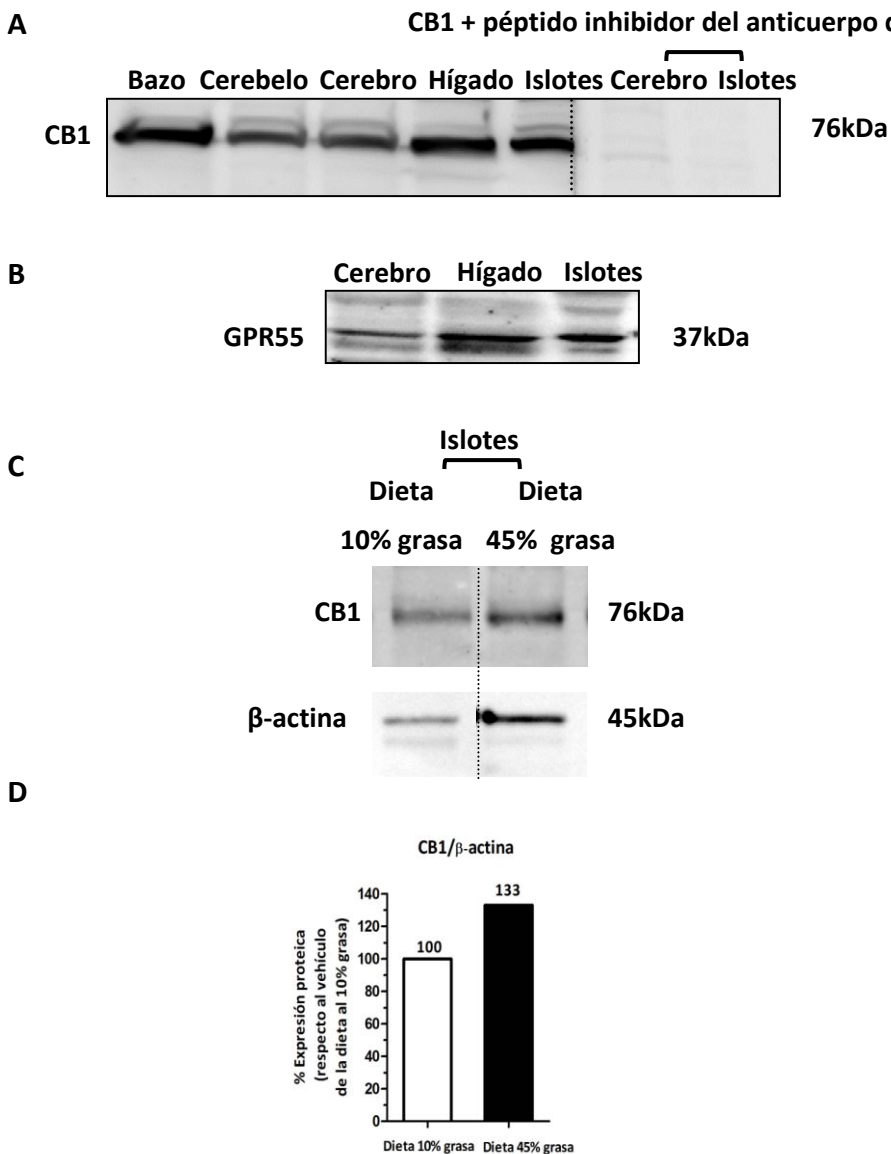 A
CB1 + péptido inhibidor del anticuerpo
Bazo Cerebelo Cerebro Hígado Islotes Cerebro Islotes
CB1
76kDa
B
Cerebro Hígado Islotes
GPR55
37kDa
C
Islotes
Dieta Dieta
10% grasa 45% grasa
CB1
76kDa
β-actina
45kDa
D
CB1/β-actina
% Expresión proteica
(respecto al vehículo
de la dieta al 10% grasa)
140
120
100
80
60
40
20
0
100
133
Dieta 10% grasa Dieta 45% grasa